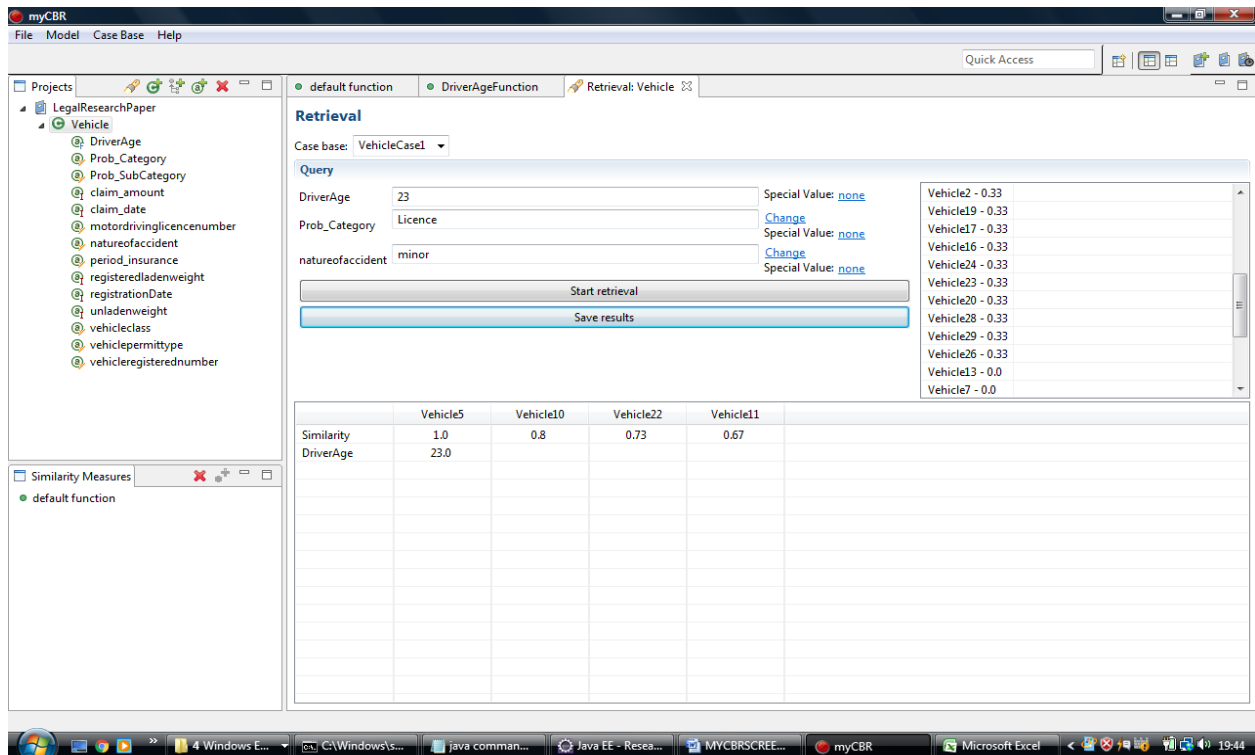 myCBR
File Model Case Base Help
Quick Access
Projects
LegalResearchPaper
Vehicle
DriverAge
Prob_Category
Prob_SubCategory
claim_amount
claim_date
motordrivinglicencenumber
natureofaccident
period_insurance
registeredladenweight
registrationDate
unladenweight
vehicleclass
vehiclepermittype
vehicleregisterednumber
Similarity Measures
default function
default function DriverAgeFunction Retrieval: Vehicle
Retrieval
Case base: VehicleCase1
Query
DriverAge 23 Special Value: none
Prob_Category Licence Change
Special Value: none
natureofaccident minor Change
Special Value: none
Start retrieval
Save results
Vehicle2 - 0.33
Vehicle19 - 0.33
Vehicle17 - 0.33
Vehicle16 - 0.33
Vehicle24 - 0.33
Vehicle23 - 0.33
Vehicle20 - 0.33
Vehicle28 - 0.33
Vehicle29 - 0.33
Vehicle26 - 0.33
Vehicle13 - 0.0
Vehicle7 - 0.0
Vehicle5 Vehicle10 Vehicle22 Vehicle11
Similarity 1.0 0.8 0.73 0.67
DriverAge 23.0
4 Windows E... C:\Windows\s... java comman... Java EE - Resea... MYCBRSCREE... myCBR Microsoft Excel 19:44